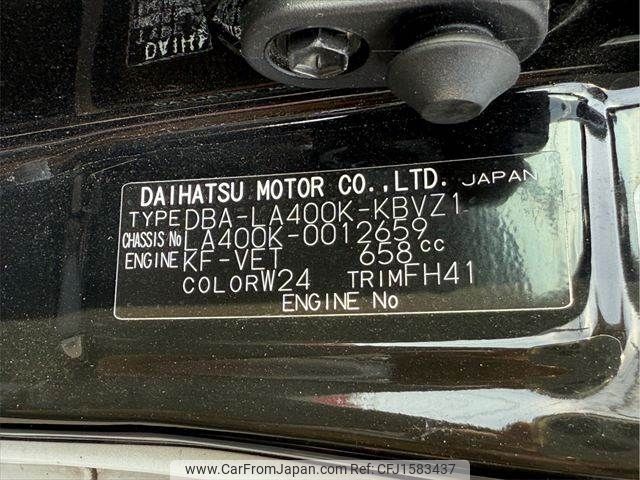 DAIHATSU MOTOR CO.,LTD. JAPAN
TYPE DBA-LA400K-KBVZ1
CHASSIS No LA400K-0012659
ENGINE KF-VET 658 cc
COLOR W24 TRIM FH41
ENGINE No
www.CarFromJapan.com CFJ1583437